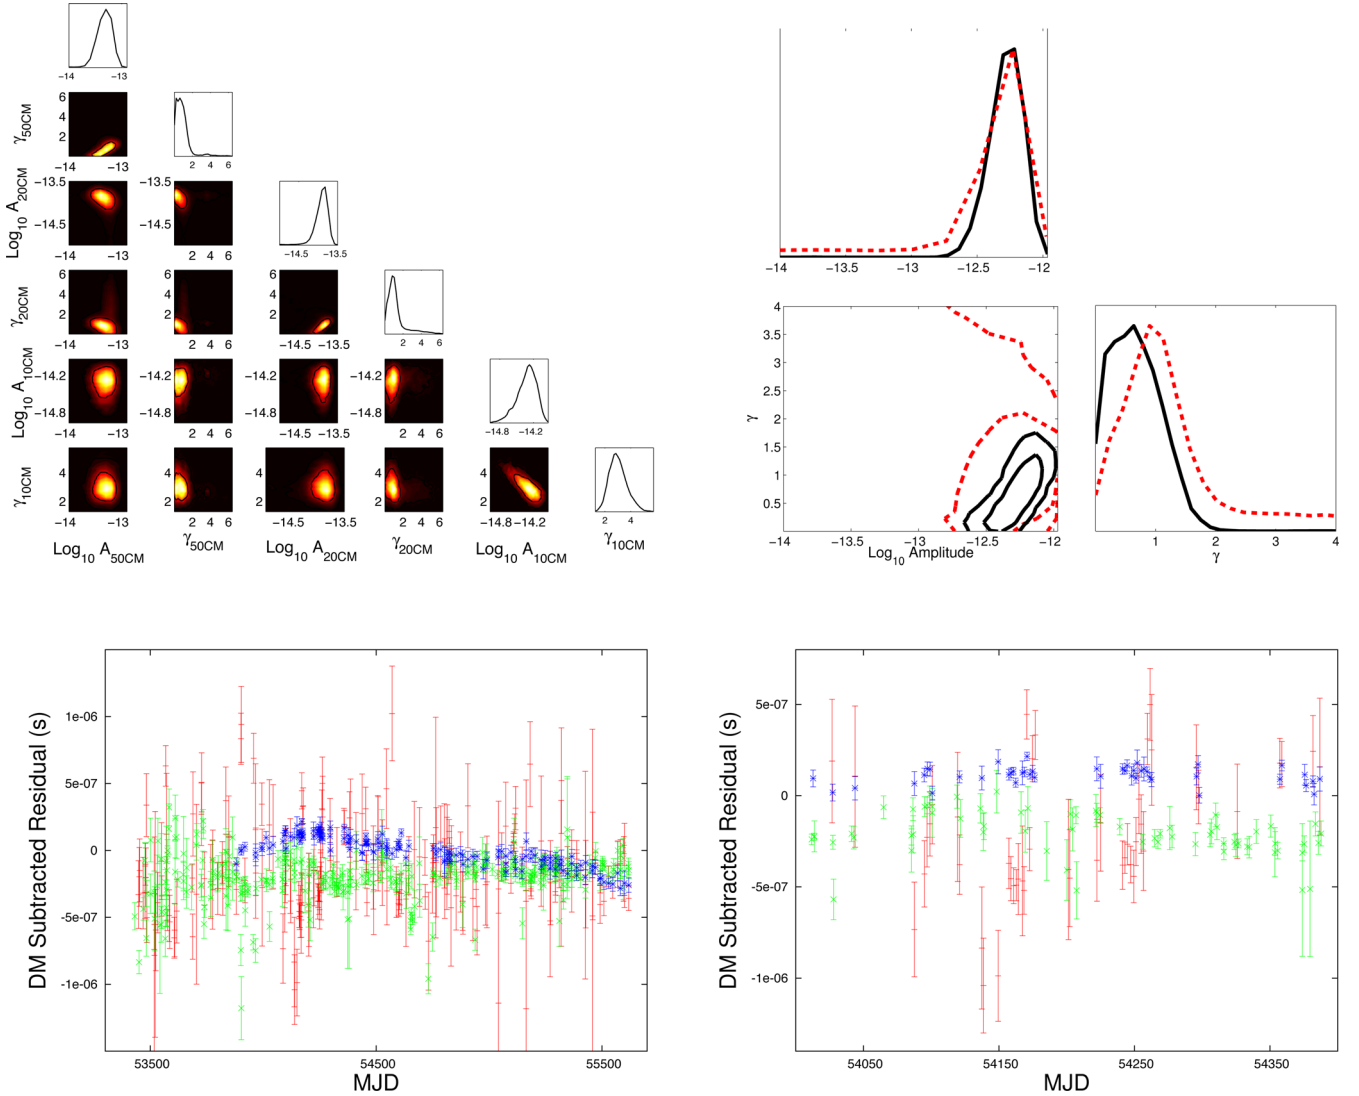 −14 −13
γ50CM
6
4
2
−14 −13
2 4 6
Log10 A20CM
−13.5
−14.5
−14 −13
−13.5
−14.5
2 4 6
−14.5 −13.5
γ20CM
6
4
2
−14 −13
6
4
2
2 4 6
6
4
2
−14.5 −13.5
2 4 6
Log10 A10CM
−14.2
−14.8
−14 −13
−14.2
−14.8
2 4 6
−14.2
−14.8
−14.5 −13.5
−14.2
−14.8
2 4 6
−14.8 −14.2
γ10CM
4
2
−14 −13
4
2
2 4 6
4
2
−14.5 −13.5
4
2
2 4 6
4
2
−14.8 −14.2
2 4
Log10 A50CM
γ50CM
Log10 A20CM
γ20CM
Log10 A10CM
γ10CM
−14 −13.5 −13 −12.5 −12
4
3.5
3
2.5
2
1.5
1
0.5
γ
−14 −13.5 −13 −12.5 −12
Log10 Amplitude
1 2 3 4
γ
DM Subtracted Residual (s)
1e-06
5e-07
0
-5e-07
-1e-06
53500 54500 55500
MJD
DM Subtracted Residual (s)
5e-07
0
-5e-07
-1e-06
54050 54150 54250 54350
MJD